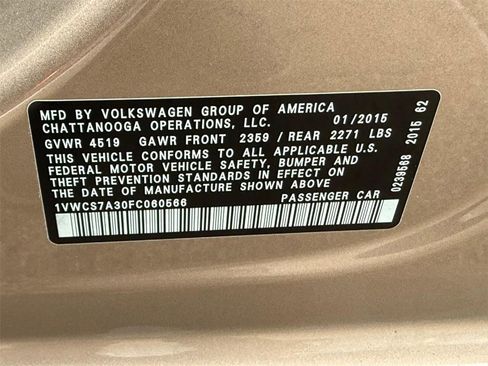 MFD BY VOLKSWAGEN GROUP OF AMERICA
CHATTANOOGA OPERATIONS, LLC. 01/2015
GVWR 4519 GAWR FRONT 2359 / REAR 2271 LBS
THIS VEHICLE CONFORMS TO ALL APPLICABLE
FEDERAL MOTOR VEHICLE SAFETY, BUMPER AND
THEFT PREVENTION STANDARDS IN EFFECT ON
THE DATE OF MANUFACTURE SHOWN ABOVE.
1VWCS7A30FC060566 PASSENGER CAR
0239568 2015 62